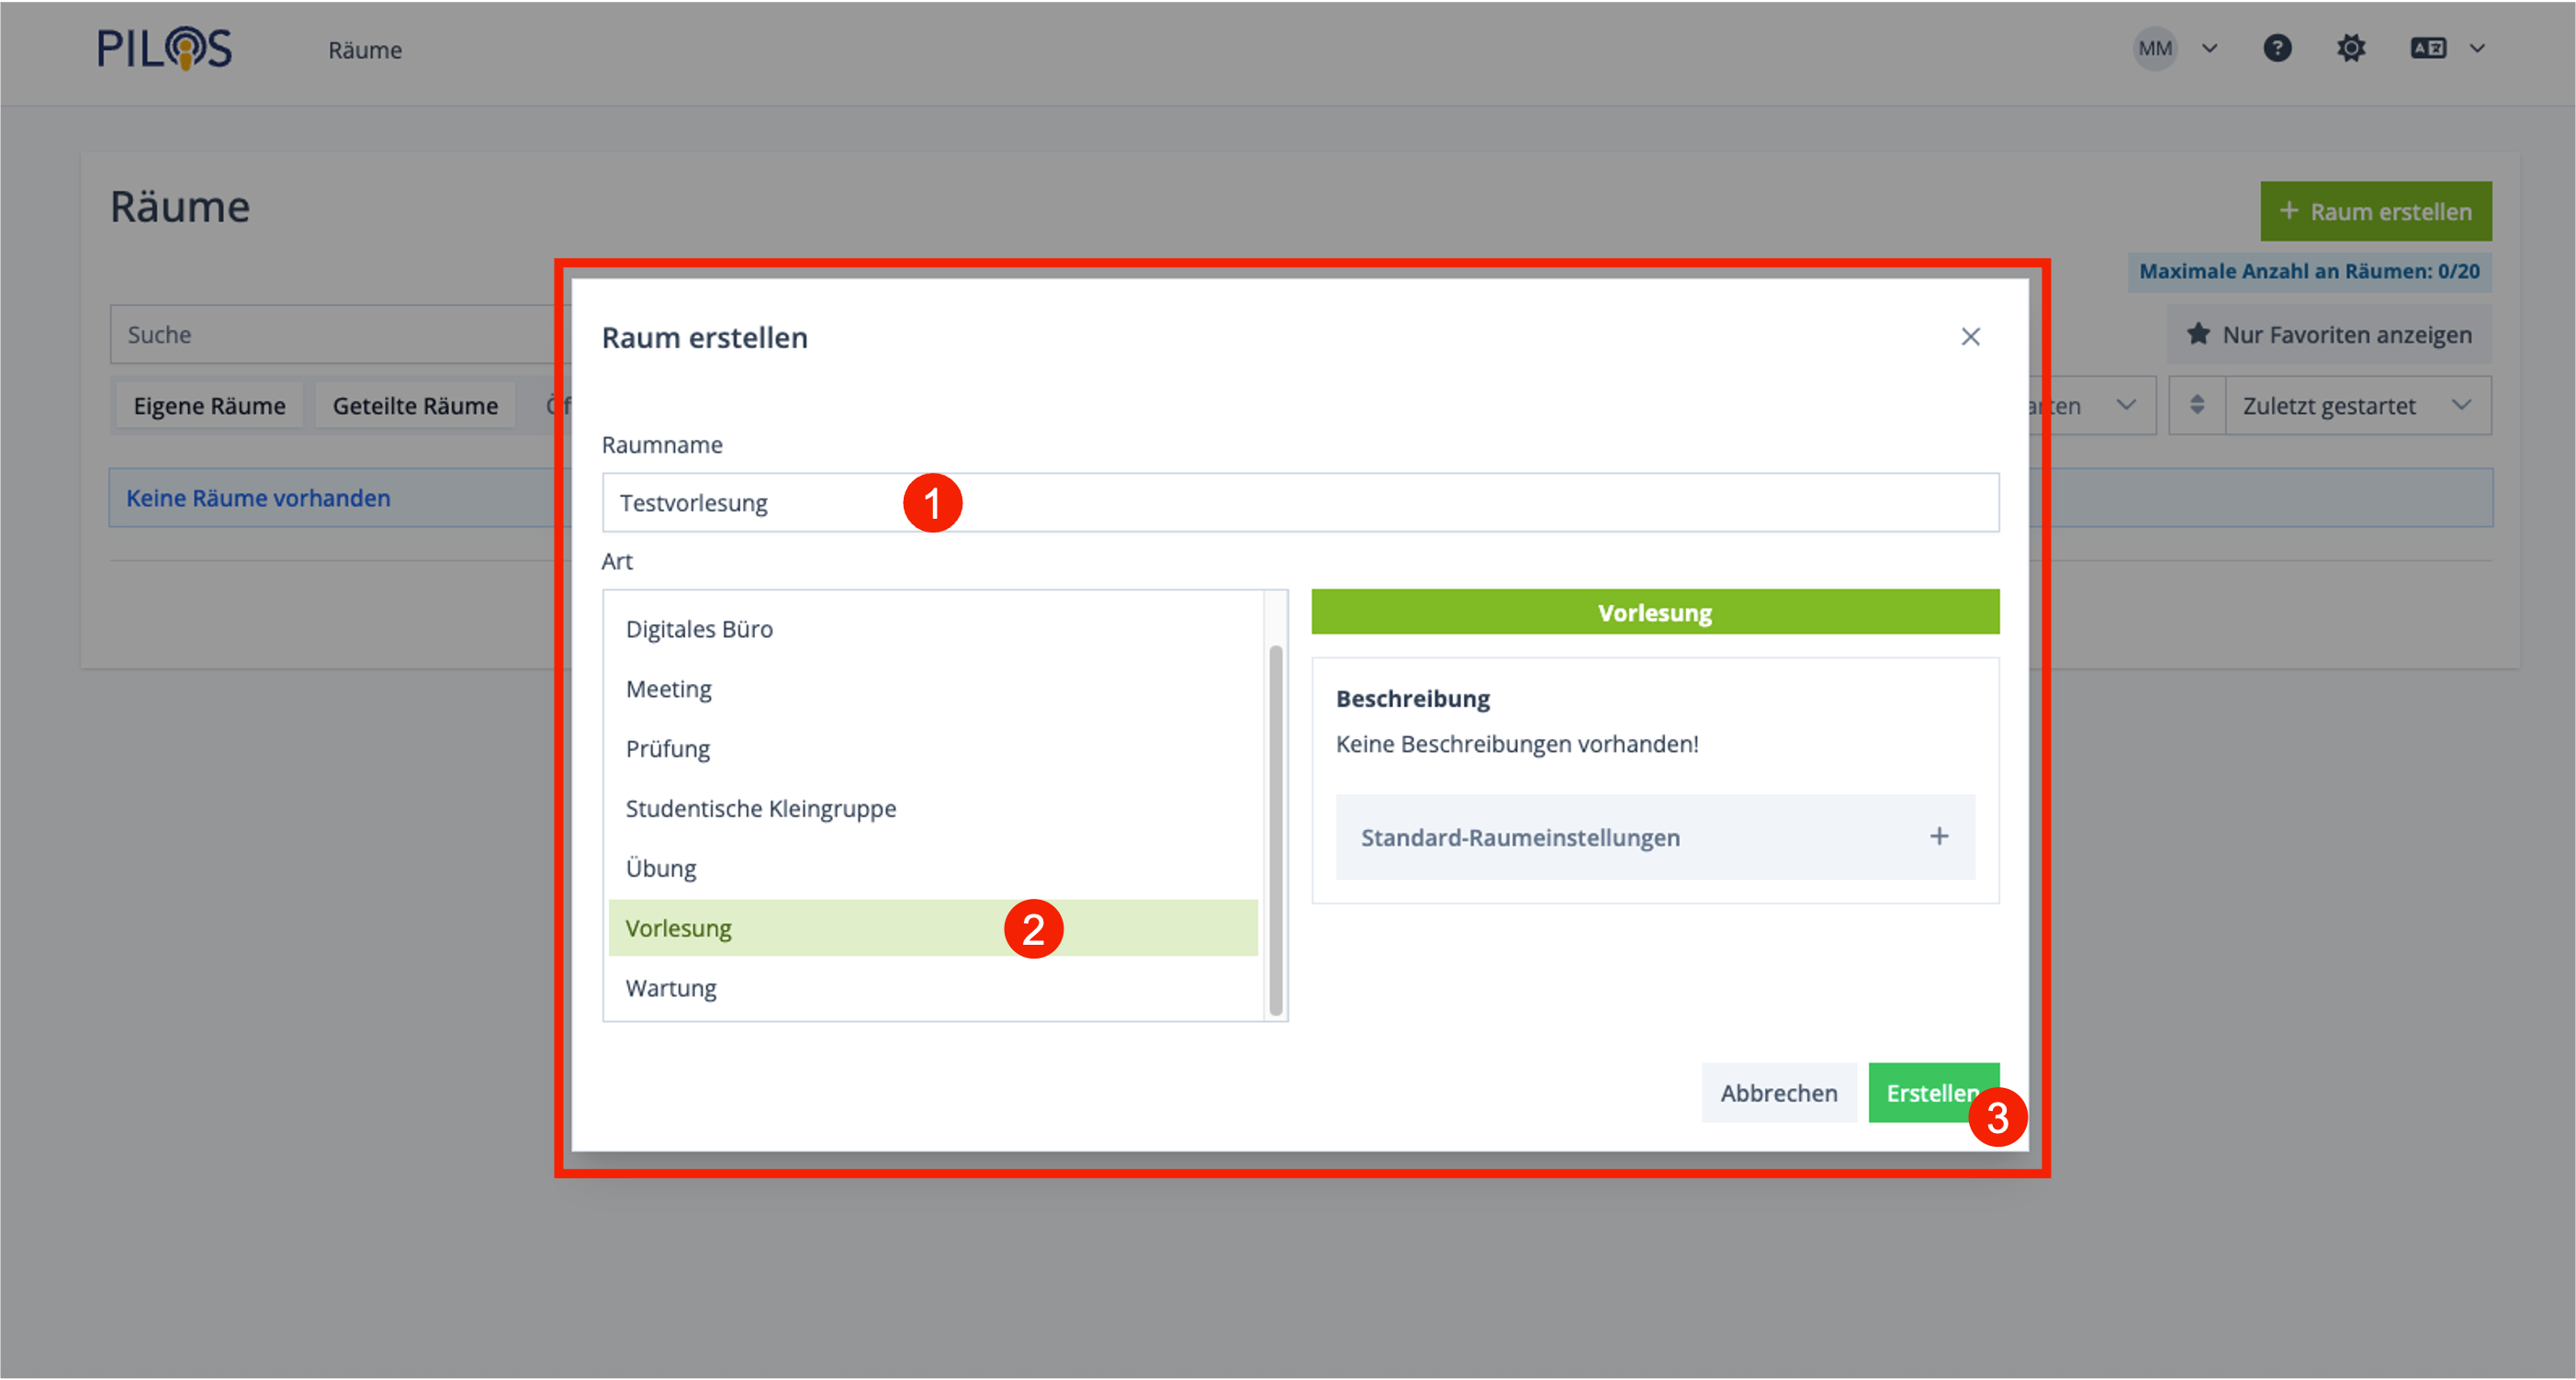 PILOS
Räume
MM
Räume
+ Raum erstellen
Maximale Anzahl an Räumen: 0/20
Suche
Nur Favoriten anzeigen
Eigene Räume
Geteilte Räume
Zuletzt gestartet
Keine Räume vorhanden
Raum erstellen
Raumname
Testvorlesung
1
Art
Digitales Büro
Meeting
Prüfung
Studentische Kleingruppe
Übung
Vorlesung
2
Wartung
Vorlesung
Beschreibung
Keine Beschreibungen vorhanden!
Standard-Raumeinstellungen +
Abbrechen
Erstellen
3